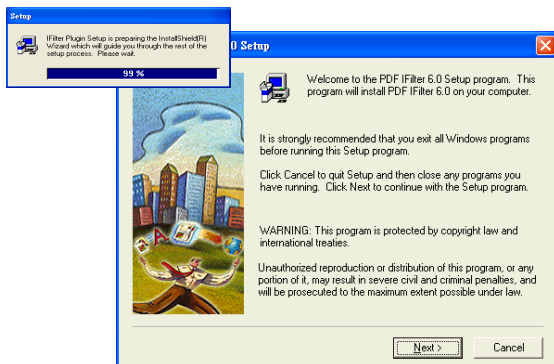 Setup
IFilter Plugin Setup is preparing the InstallShield(R)
Wizard which will guide you through the rest of the
setup process. Please wait.
99 %
.0 Setup
Welcome to the PDF IFilter 6.0 Setup program. This
program will install PDF IFilter 6.0 on your computer.
It is strongly recommended that you exit all Windows programs
before running this Setup program.
Click Cancel to quit Setup and then close any programs you
have running. Click Next to continue with the Setup program.
WARNING: This program is protected by copyright law and
international treaties.
Unauthorized reproduction or distribution of this program, or any
portion of it, may result in severe civil and criminal penalties, and
will be prosecuted to the maximum extent possible under law.
Next >
Cancel